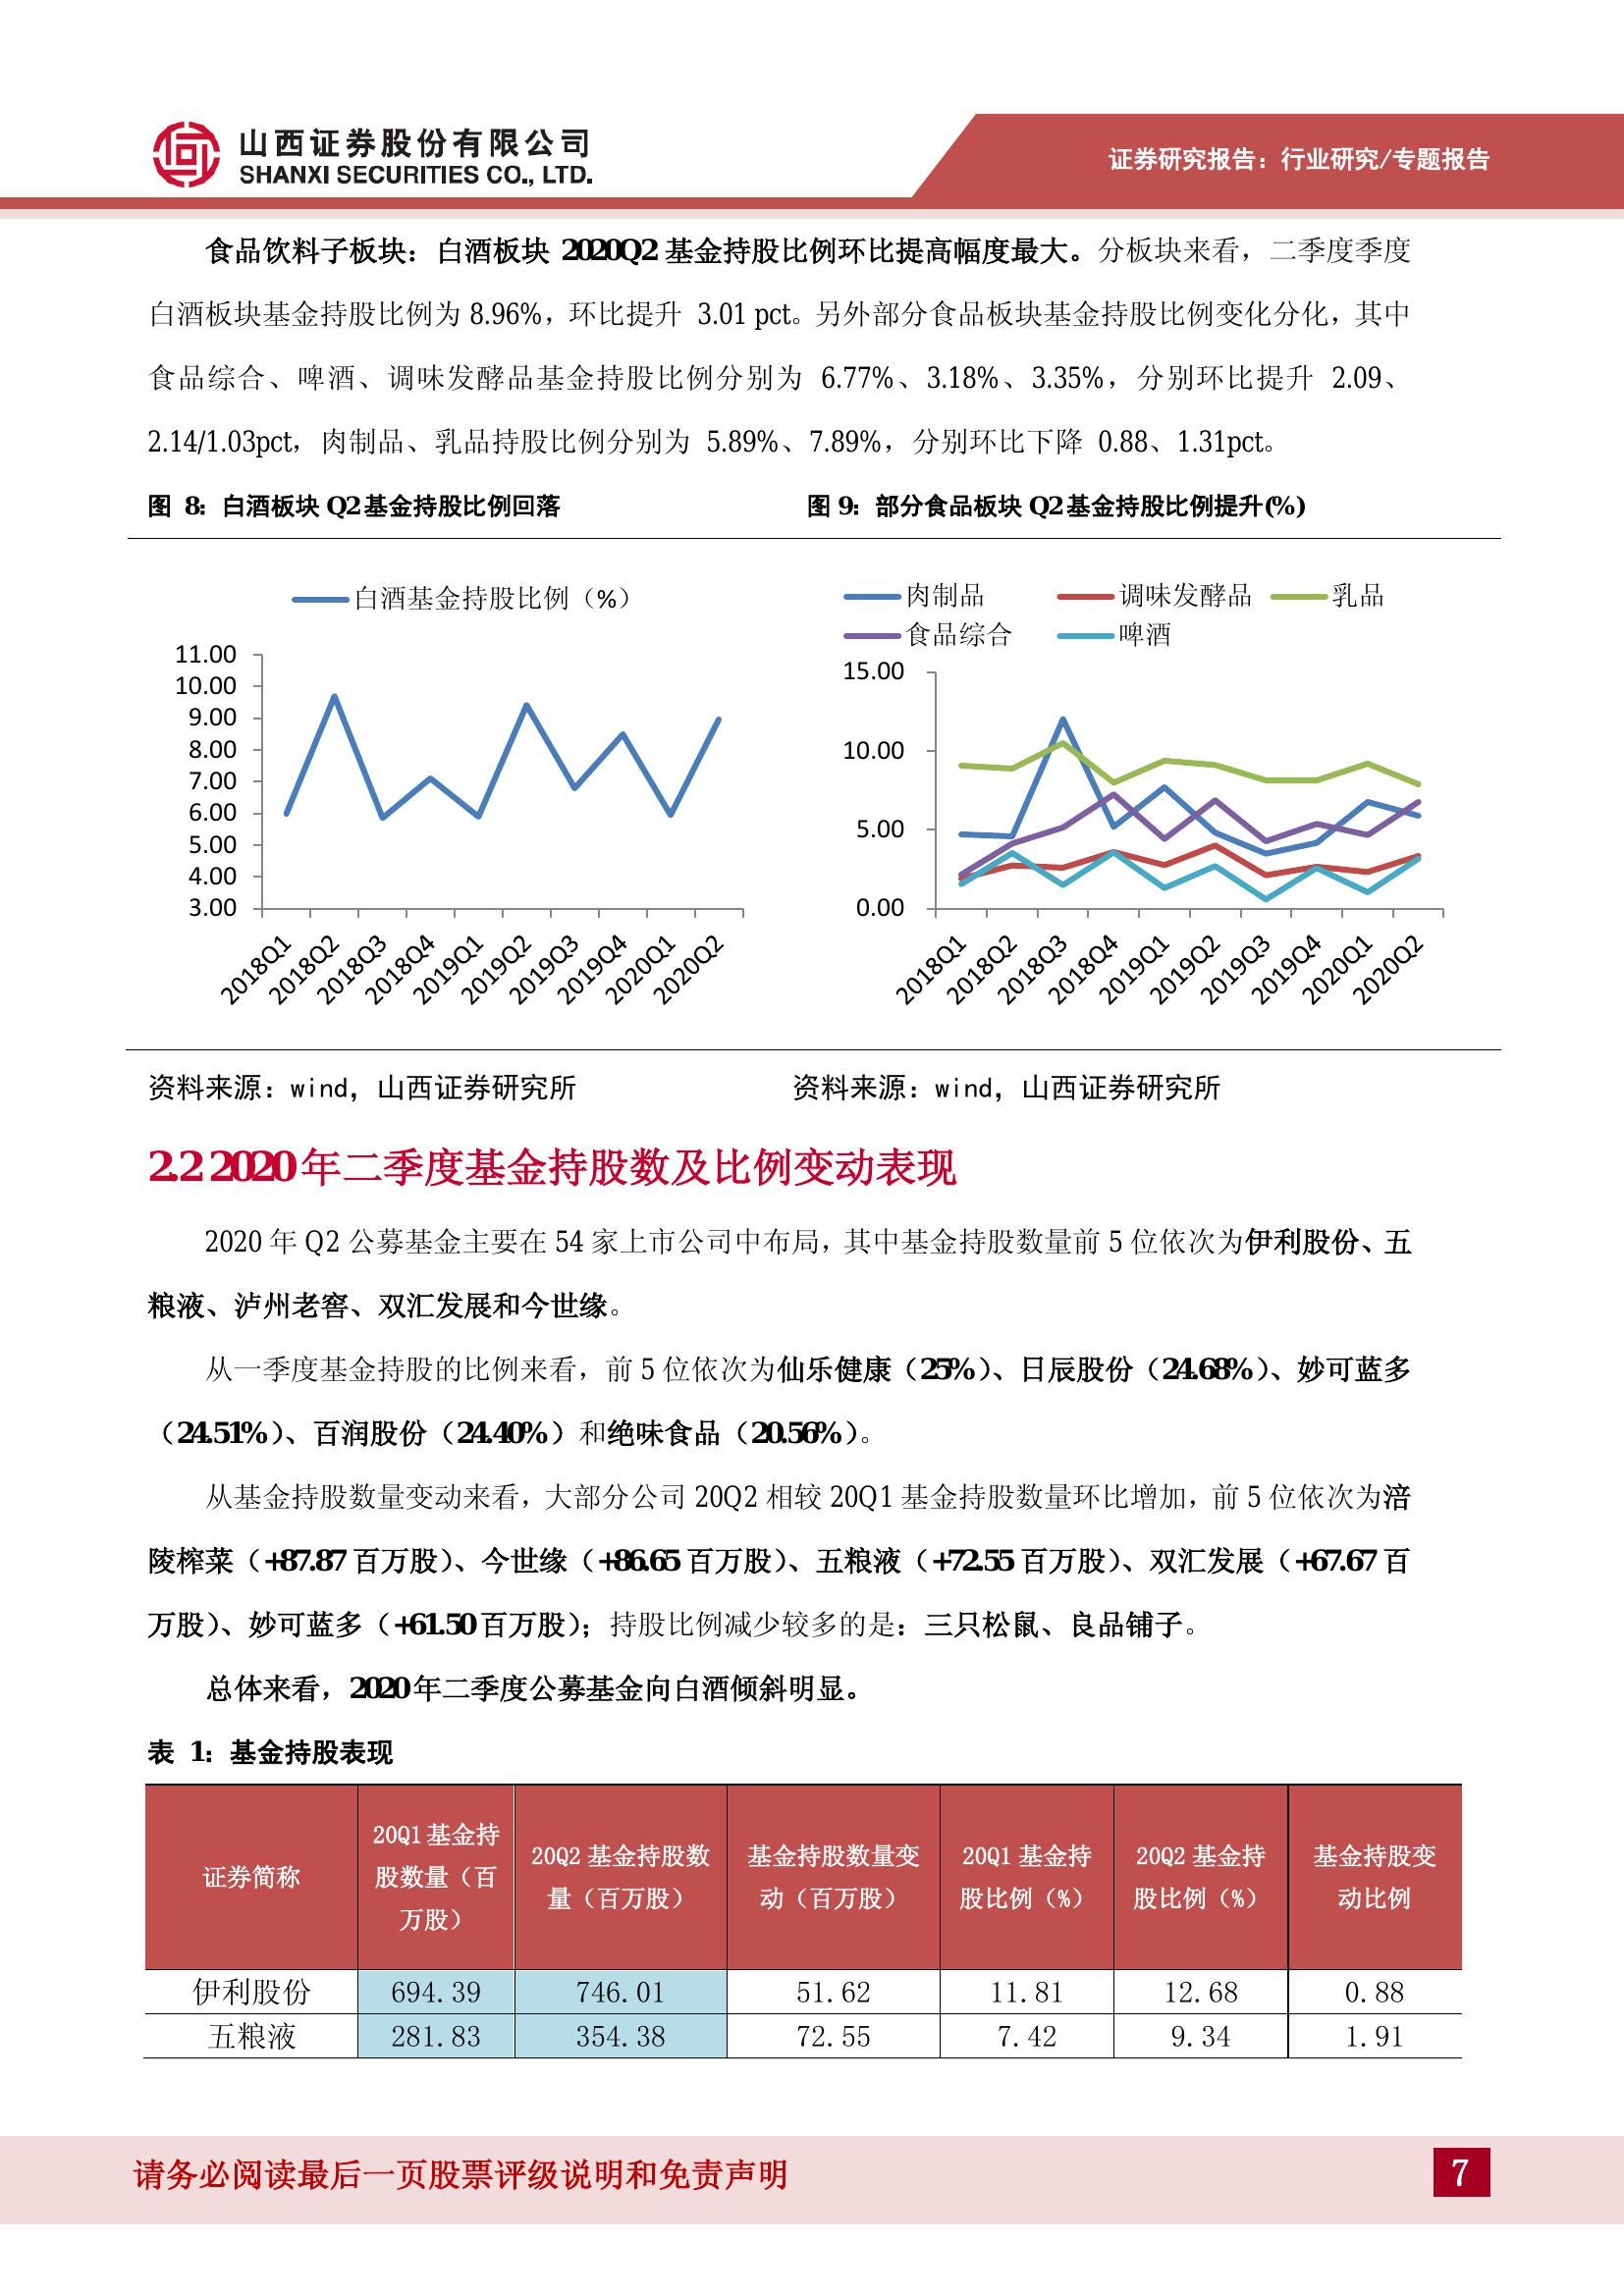 山西证券股份有限公司
SHANXI SECURITIES CO., LTD.
证券研究报告：行业研究/专题报告
食品饮料子板块：白酒板块 2020Q2 基金持股比例环比提高幅度最大。分板块来看，二季度季度
白酒板块基金持股比例为 8.96%，环比提升 3.01 pct。另外部分食品板块基金持股比例变化分化，其中
食品综合、啤酒、调味发酵品基金持股比例分别为 6.77%、3.18%、3.35%，分别环比提升 2.09、
2.14/1.03pct，肉制品、乳品持股比例分别为 5.89%、7.89%，分别环比下降 0.88、1.31pct。
图 8：白酒板块 Q2 基金持股比例回落
图 9：部分食品板块 Q2 基金持股比例提升(%)
白酒基金持股比例（%）
11.00
10.00
9.00
8.00
7.00
6.00
5.00
4.00
3.00
2018Q1 2018Q2 2018Q3 2018Q4 2019Q1 2019Q2 2019Q3 2019Q4 2020Q1 2020Q2
肉制品 调味发酵品 乳品
食品综合 啤酒
15.00
10.00
5.00
0.00
2018Q1 2018Q2 2018Q3 2018Q4 2019Q1 2019Q2 2019Q3 2019Q4 2020Q1 2020Q2
资料来源：wind，山西证券研究所
资料来源：wind，山西证券研究所
2.2 2020 年二季度基金持股数及比例变动表现
2020 年 Q2 公募基金主要在 54 家上市公司中布局，其中基金持股数量前 5 位依次为伊利股份、五
粮液、泸州老窖、双汇发展和今世缘。
从一季度基金持股的比例来看，前 5 位依次为仙乐健康（25%）、日辰股份（24.68%）、妙可蓝多
（24.51%）、百润股份（24.40%）和绝味食品（20.56%）。
从基金持股数量变动来看，大部分公司 20Q2 相较 20Q1 基金持股数量环比增加，前 5 位依次为涪
陵榨菜（+87.87 百万股）、今世缘（+86.65 百万股）、五粮液（+72.55 百万股）、双汇发展（+67.67 百
万股）、妙可蓝多（+61.50 百万股）；持股比例减少较多的是：三只松鼠、良品铺子。
总体来看，2020 年二季度公募基金向白酒倾斜明显。
表 1：基金持股表现
证券简称
20Q1 基金持
股数量（百
万股）
20Q2 基金持股数
量（百万股）
基金持股数量变
动（百万股）
20Q1 基金持
股比例（%）
20Q2 基金持
股比例（%）
基金持股变
动比例
伊利股份 694.39 746.01 51.62 11.81 12.68 0.88
五粮液 281.83 354.38 72.55 7.42 9.34 1.91
请务必阅读最后一页股票评级说明和免责声明
7